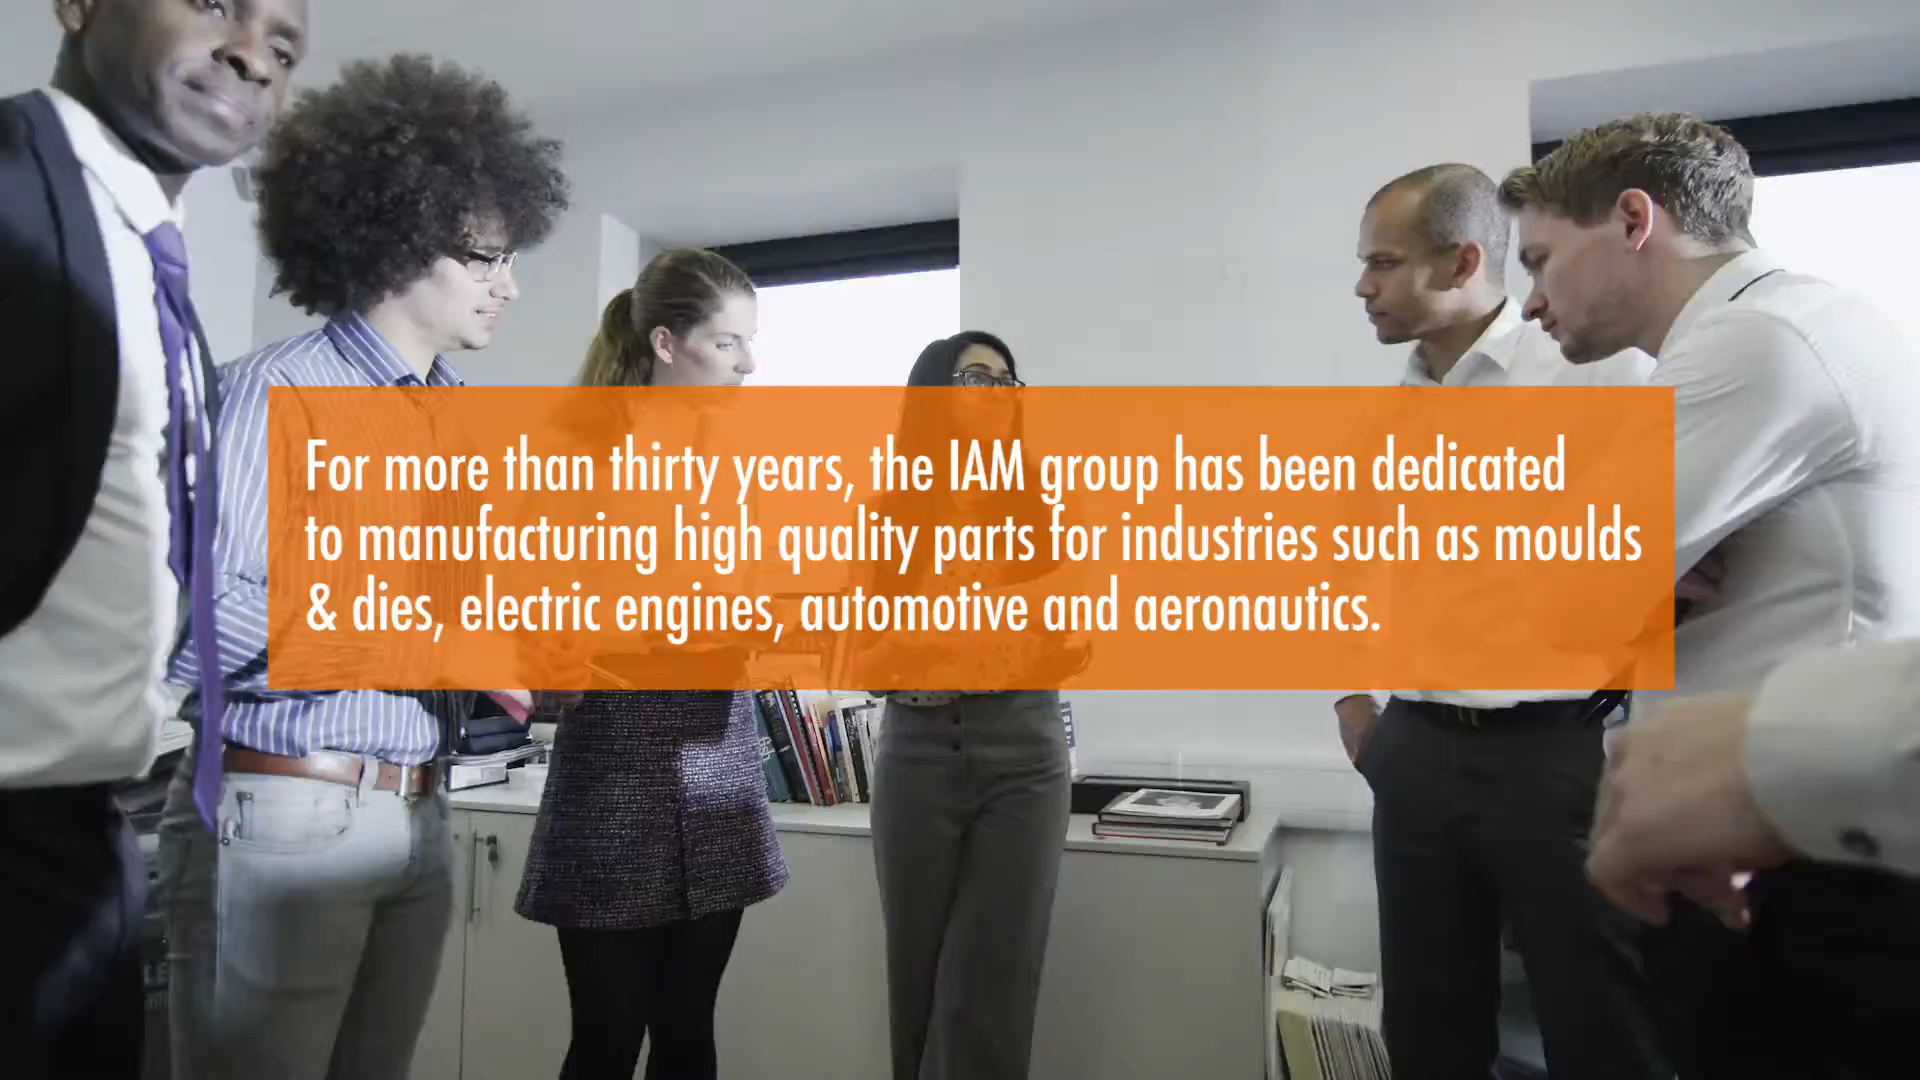 For more than thirty years, the IAM group has been dedicated
to manufacturing high quality parts for industries such as moulds
& dies, electric engines, automotive and aeronautics.